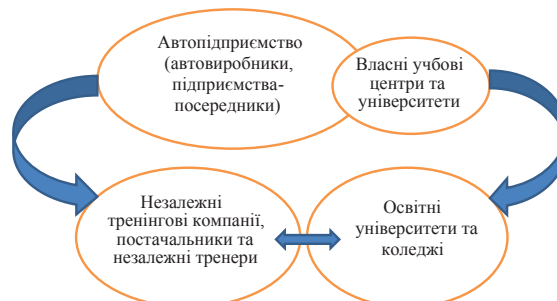 Автопідприємство
(автовиробники,
підприємства-
посередники)
Власні учбові
центри та
університети
Незалежні
тренінгові компанії,
постачальники та
незалежні тренери
Освітні
університети та
коледжі